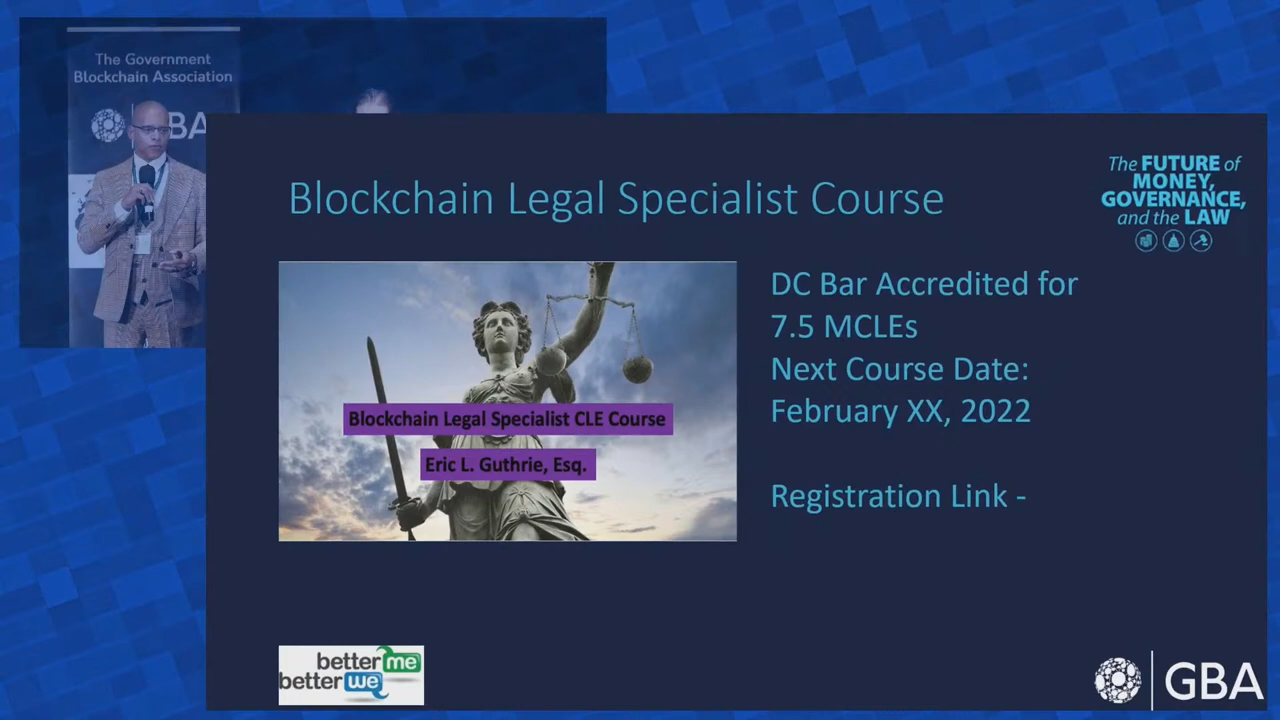 The Government
Blockchain Association
BA
Blockchain Legal Specialist Course
The FUTURE of
MONEY,
GOVERNANCE,
and the LAW
Blockchain Legal Specialist CLE Course
Eric L. Guthrie, Esq.
DC Bar Accredited for
7.5 MCLEs
Next Course Date:
February XX, 2022
Registration Link -
better me
better we
GBA